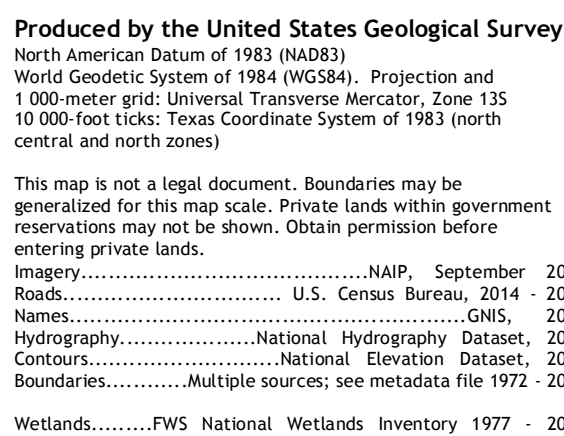 Produced by the United States Geological Survey
North American Datum of 1983 (NAD83)
World Geodetic System of 1984 (WGS84). Projection and
1 000-meter grid: Universal Transverse Mercator, Zone 13S
10 000-foot ticks: Texas Coordinate System of 1983 (north
central and north zones)
This map is not a legal document. Boundaries may be
generalized for this map scale. Private lands within government
reservations may not be shown. Obtain permission before
entering private lands.
Imagery.........................................NAIP, September 20
Roads............................... U.S. Census Bureau, 2014 - 20
Names.........................................................GNIS, 20
Hydrography....................National Hydrography Dataset, 20
Contours............................National Elevation Dataset, 20
Boundaries............Multiple sources; see metadata file 1972 - 20
Wetlands.........FWS National Wetlands Inventory 1977 - 20